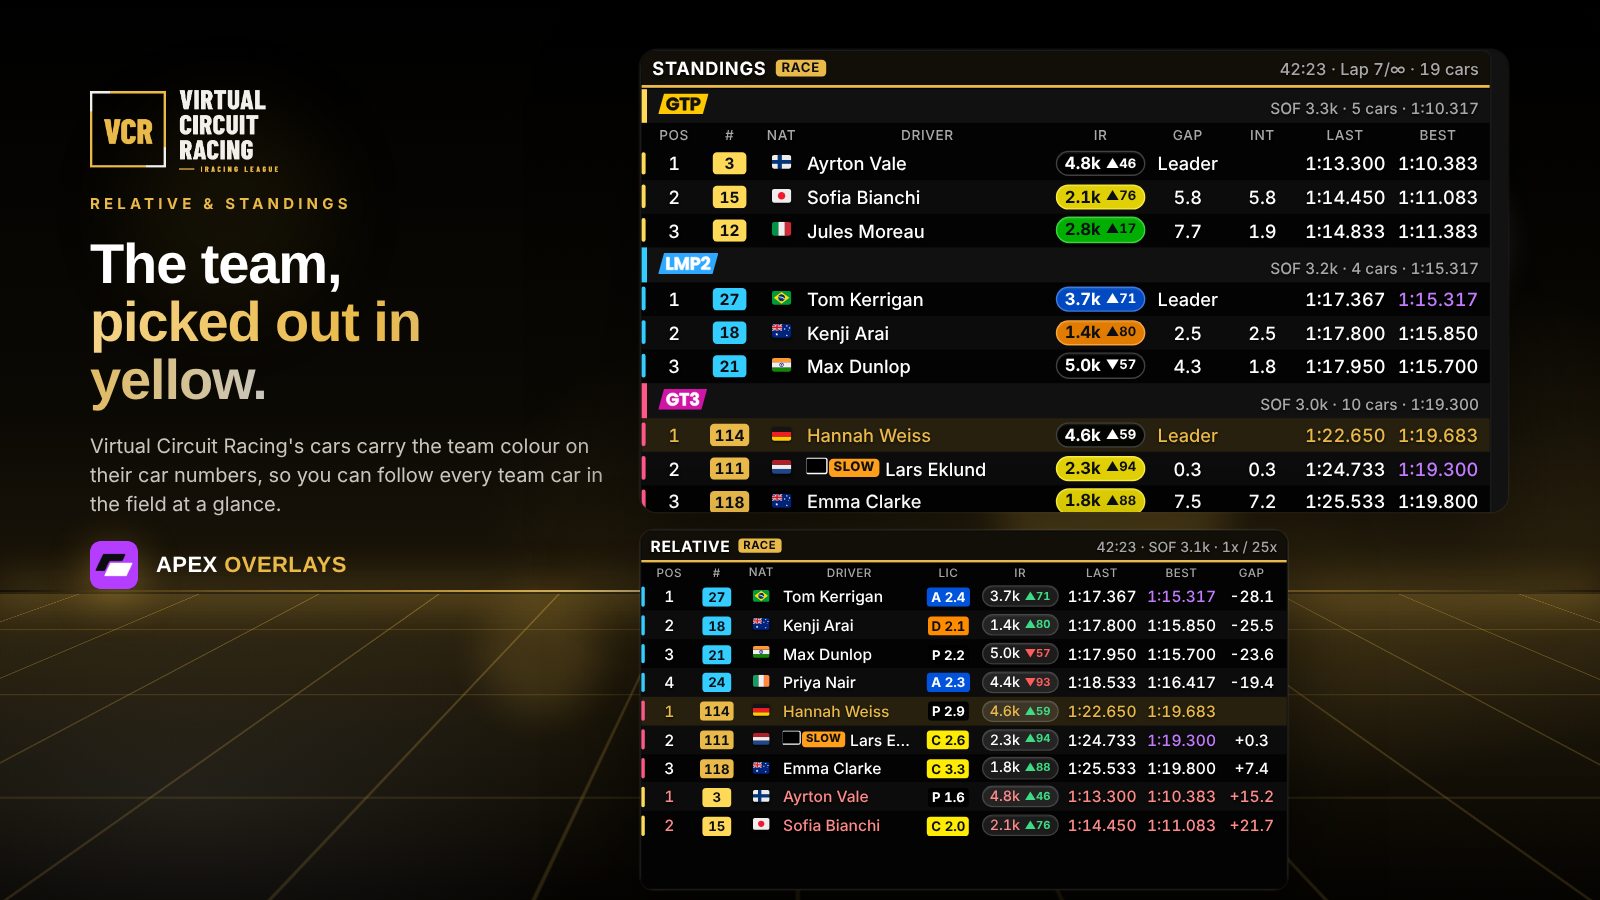 VCR
VIRTUAL
CIRCUIT
RACING
IRACING LEAGUE
RELATIVE & STANDINGS
The team,
picked out in
yellow.
Virtual Circuit Racing's cars carry the team colour on
their car numbers, so you can follow every team car in
the field at a glance.
APEX OVERLAYS
STANDINGS RACE 42:23 · Lap 7/∞ · 19 cars
GTP SOF 3.3k · 5 cars · 1:10.317
POS # NAT DRIVER IR GAP INT LAST BEST
1 3 Ayrton Vale 4.8k ▲46 Leader 1:13.300 1:10.383
2 15 Sofia Bianchi 2.1k ▲76 5.8 5.8 1:14.450 1:11.083
3 12 Jules Moreau 2.8k ▲17 7.7 1.9 1:14.833 1:11.383
LMP2 SOF 3.2k · 4 cars · 1:15.317
1 27 Tom Kerrigan 3.7k ▲71 Leader 1:17.367 1:15.317
2 18 Kenji Arai 1.4k ▲80 2.5 2.5 1:17.800 1:15.850
3 21 Max Dunlop 5.0k ▼57 4.3 1.8 1:17.950 1:15.700
GT3 SOF 3.0k · 10 cars · 1:19.300
1 114 Hannah Weiss 4.6k ▲59 Leader 1:22.650 1:19.683
2 111 SLOW Lars Eklund 2.3k ▲94 0.3 0.3 1:24.733 1:19.300
3 118 Emma Clarke 1.8k ▲88 7.5 7.2 1:25.533 1:19.800
RELATIVE RACE 42:23 · SOF 3.1k · 1x / 25x
POS # NAT DRIVER LIC IR LAST BEST GAP
1 27 Tom Kerrigan A 2.4 3.7k ▲71 1:17.367 1:15.317 -28.1
2 18 Kenji Arai D 2.1 1.4k ▲80 1:17.800 1:15.850 -25.5
3 21 Max Dunlop P 2.2 5.0k ▼57 1:17.950 1:15.700 -23.6
4 24 Priya Nair A 2.3 4.4k ▼93 1:18.533 1:16.417 -19.4
1 114 Hannah Weiss P 2.9 4.6k ▲59 1:22.650 1:19.683
2 111 SLOW Lars E... C 2.6 2.3k ▲94 1:24.733 1:19.300 +0.3
3 118 Emma Clarke C 3.3 1.8k ▲88 1:25.533 1:19.800 +7.4
1 3 Ayrton Vale P 1.6 4.8k ▲46 1:13.300 1:10.383 +15.2
2 15 Sofia Bianchi C 2.0 2.1k ▲76 1:14.450 1:11.083 +21.7